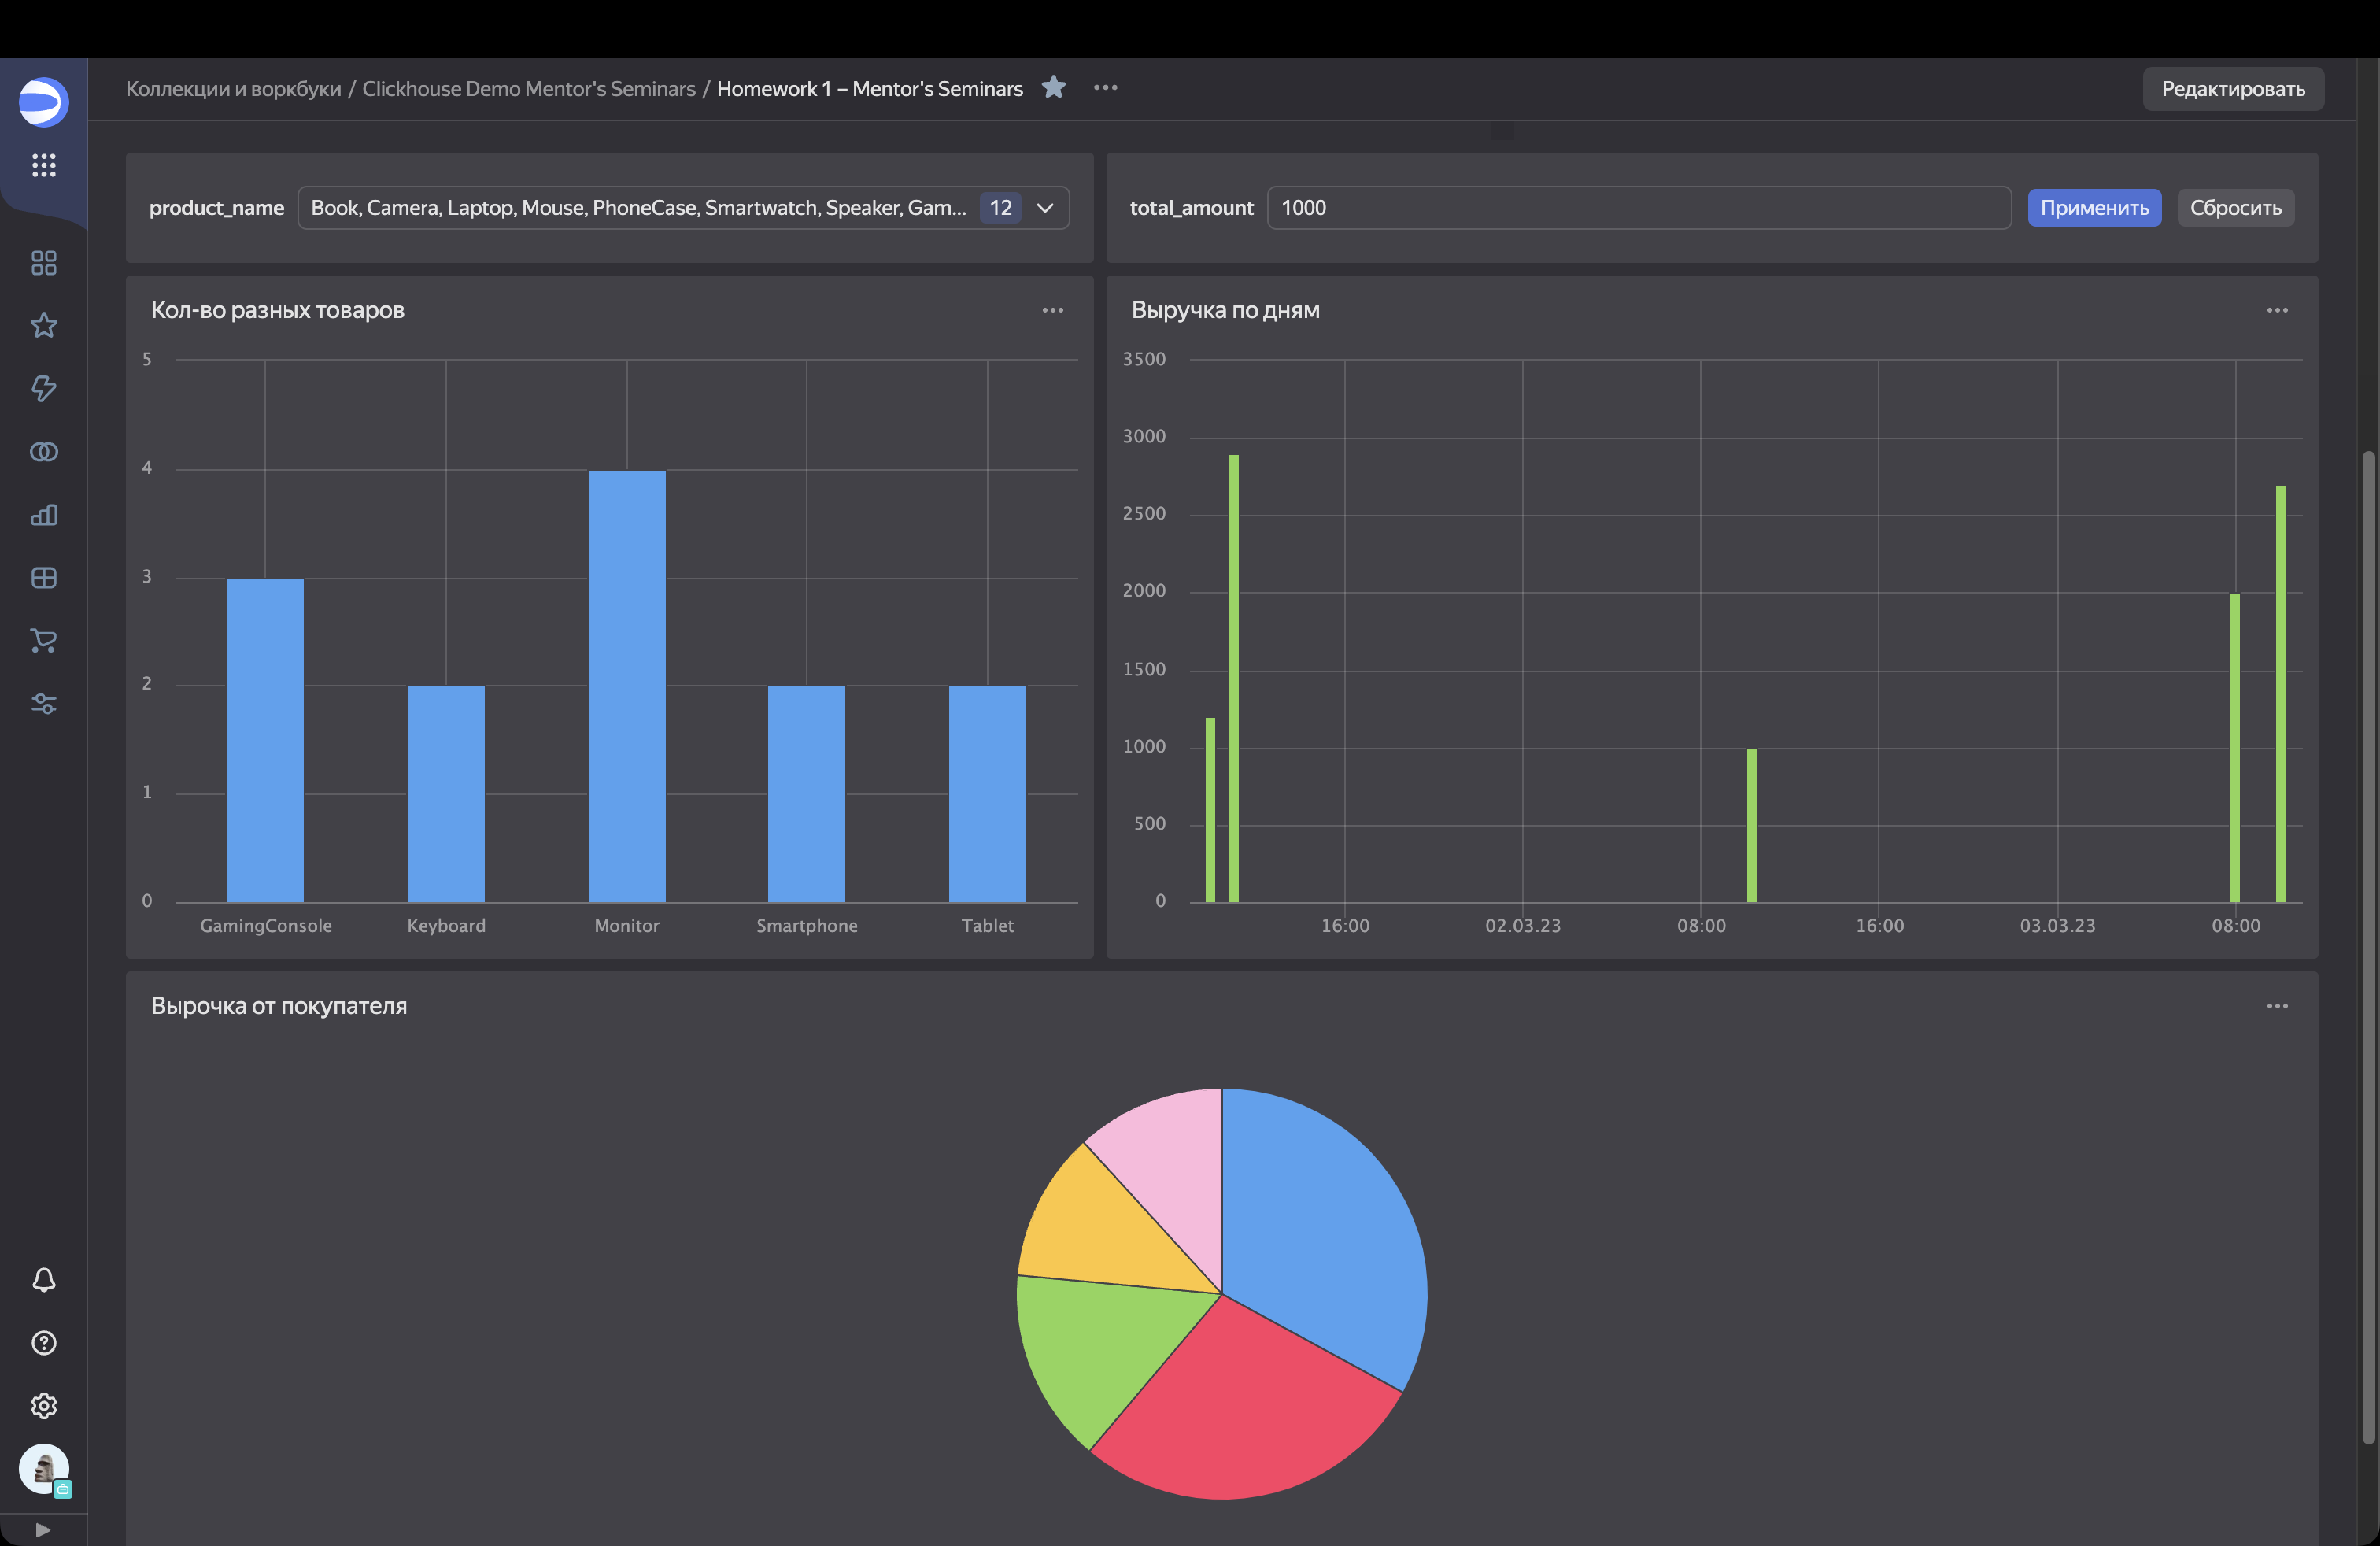 Коллекции и воркбуки / Clickhouse Demo Mentor's Seminars / Homework 1 – Mentor's Seminars
Редактировать
product_name Book, Camera, Laptop, Mouse, PhoneCase, Smartwatch, Speaker, Gam... 12
total_amount 1000 Применить Сбросить
Кол-во разных товаров
5
4
3
2
1
0
GamingConsole Keyboard Monitor Smartphone Tablet
Выручка по дням
3500
3000
2500
2000
1500
1000
500
0
16:00 02.03.23 08:00 16:00 03.03.23 08:00
Вырочка от покупателя